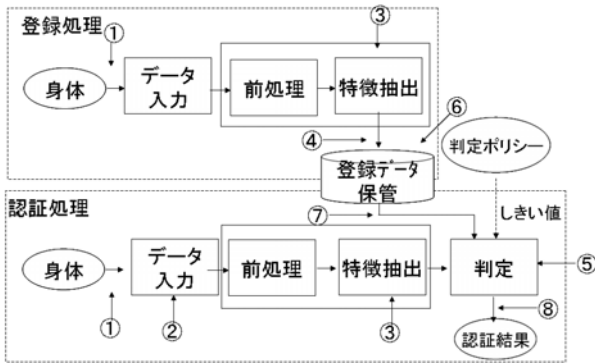 登録処理
①
③
身体
データ
入力
前処理
特徴抽出
④
⑥
登録データ
保管
判定ポリシー
認証処理
⑦
しきい値
身体
データ
入力
前処理
特徴抽出
判定
⑤
①
②
③
⑧
認証結果